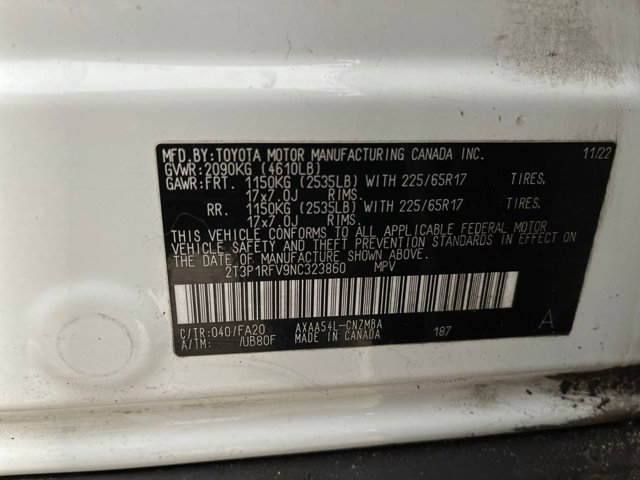 MFD.BY:TOYOTA MOTOR MANUFACTURING CANADA INC. 11/22
GVWR:2090KG (4610LB)
GAWR:FRT. 1150KG (2535LB) WITH 225/65R17 TIRES,
17x7.0J RIMS.
RR. 1150KG (2535LB) WITH 225/65R17 TIRES,
17x7.0J RIMS.
THIS VEHICLE CONFORMS TO ALL APPLICABLE FEDERAL MOTOR
VEHICLE SAFETY AND THEFT PREVENTION STANDARDS IN EFFECT ON
THE DATE OF MANUFACTURE SHOWN ABOVE.
2T3P1RFV9NC323860 MPV
C/TR:040/FA20 AXAA54L-CNZMBA 187 A
A/TM: /UB80F MADE IN CANADA